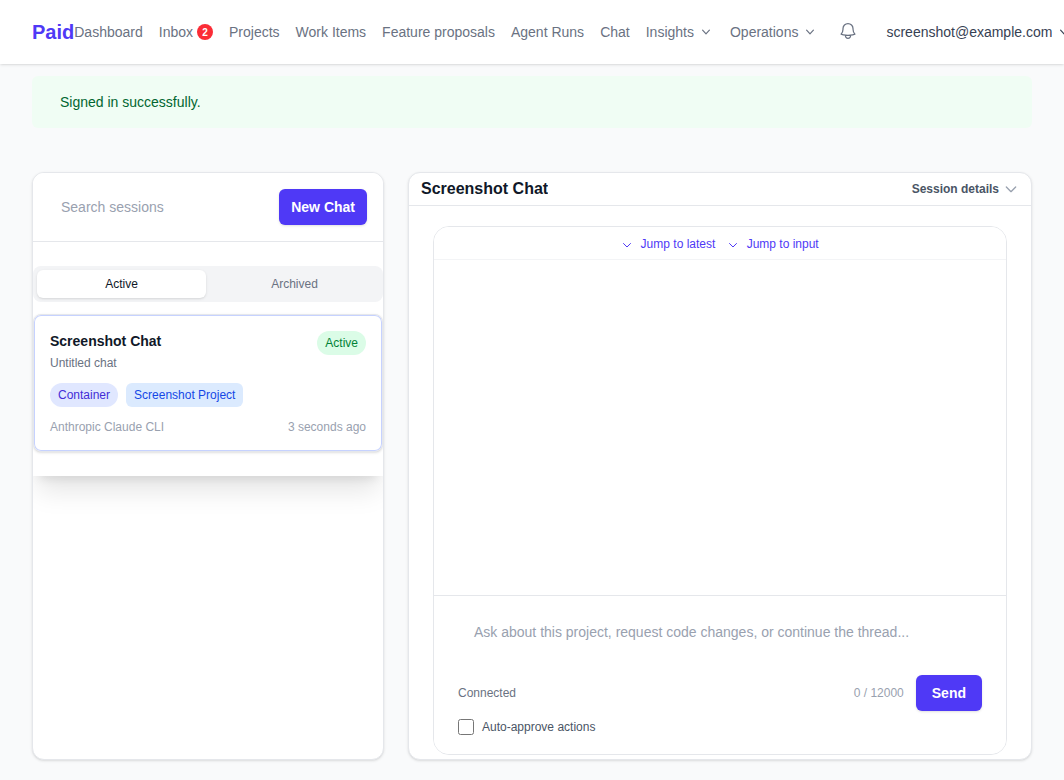 Paid Dashboard Inbox 2 Projects Work Items Feature proposals Agent Runs Chat Insights Operations screenshot@example.com
Signed in successfully.
Search sessions New Chat
Active Archived
Screenshot Chat Active
Untitled chat
Container Screenshot Project
Anthropic Claude CLI 3 seconds ago
Screenshot Chat Session details
Jump to latest Jump to input
Ask about this project, request code changes, or continue the thread...
Connected 0 / 12000 Send
Auto-approve actions